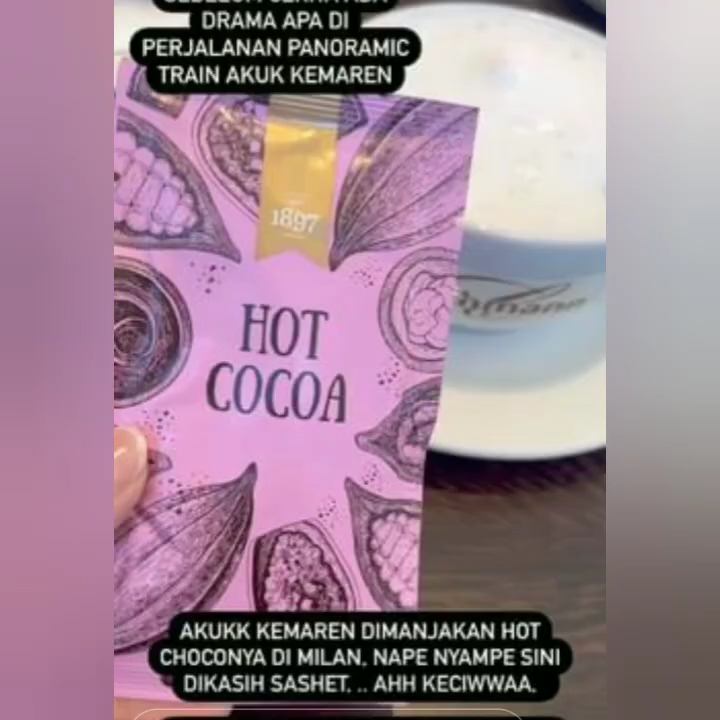 DRAMA APA DI
PERJALANAN PANORAMIC
TRAIN AKUK KEMAREN
1897
HOT
COCOA
AKUKK KEMAREN DIMANJAKAN HOT
CHOCONYA DI MILAN, NAPE NYAMPE SINI
DIKASIH SASHET. .. AHH KECIWWAA.